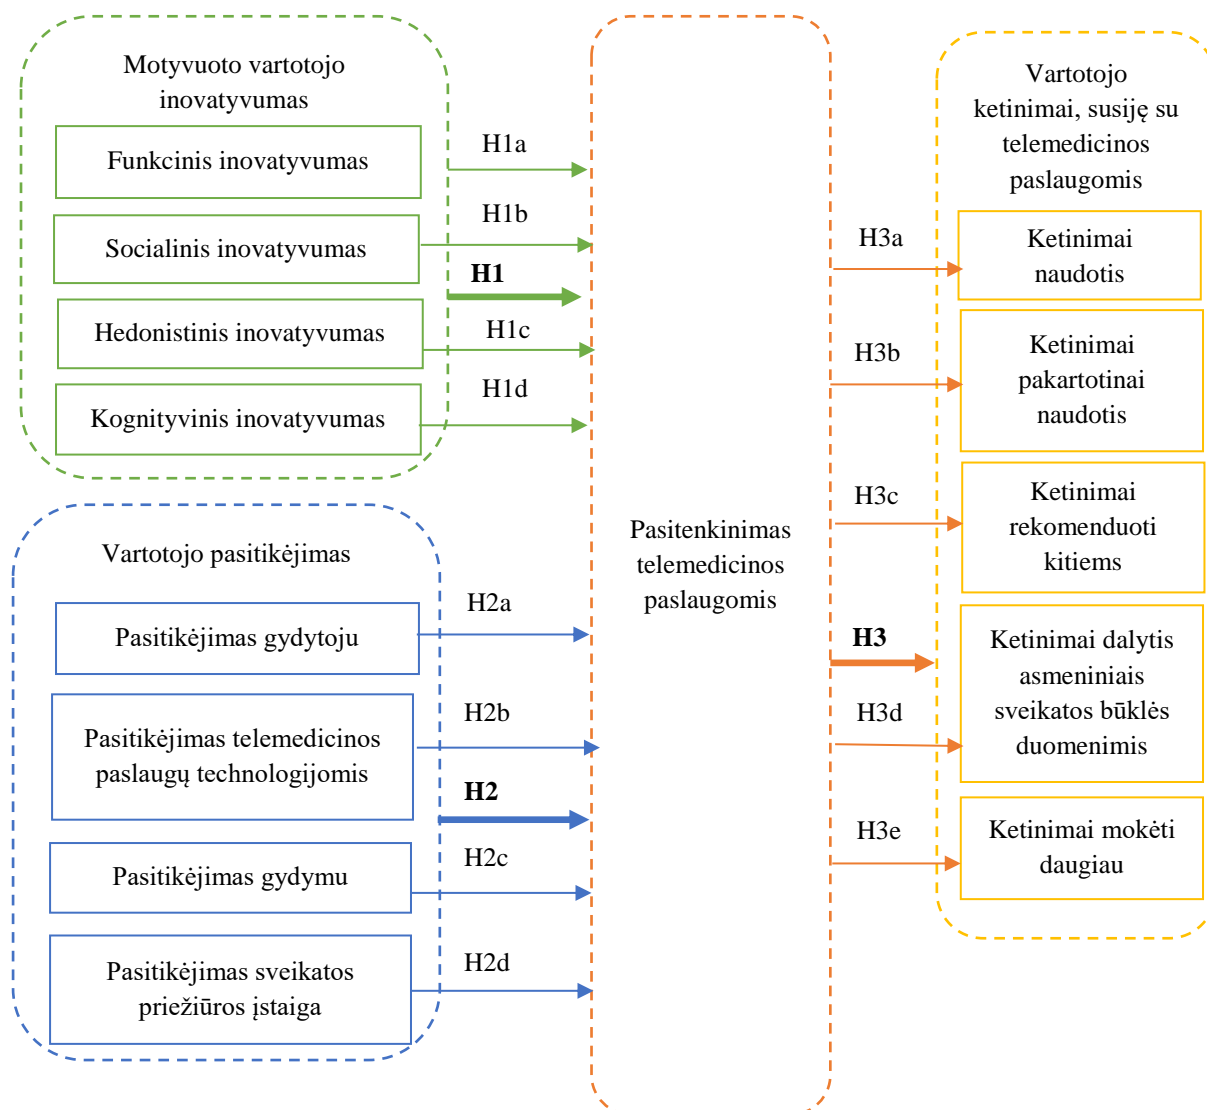 Motyvuoto vartotojo
inovatyvumas
Funkcinis inovatyvumas
Socialinis inovatyvumas
Hedonistinis inovatyvumas
Kognityvinis inovatyvumas
H1a
H1b
H1
H1c
H1d
Vartotojo pasitikėjimas
Pasitikėjimas gydytoju
Pasitikėjimas telemedicinos
paslaugų technologijomis
Pasitikėjimas gydymu
Pasitikėjimas sveikatos
priežiūros įstaiga
H2a
H2b
H2
H2c
H2d
Pasitenkinimas
telemedicinos
paslaugomis
H3a
H3b
H3c
H3
H3d
H3e
Vartotojo
ketinimai, susiję su
telemedicinos
paslaugomis
Ketinimai
naudotis
Ketinimai
pakartotinai
naudotis
Ketinimai
rekomenduoti
kitiems
Ketinimai dalytis
asmeniniais
sveikatos būklės
duomenimis
Ketinimai mokėti
daugiau